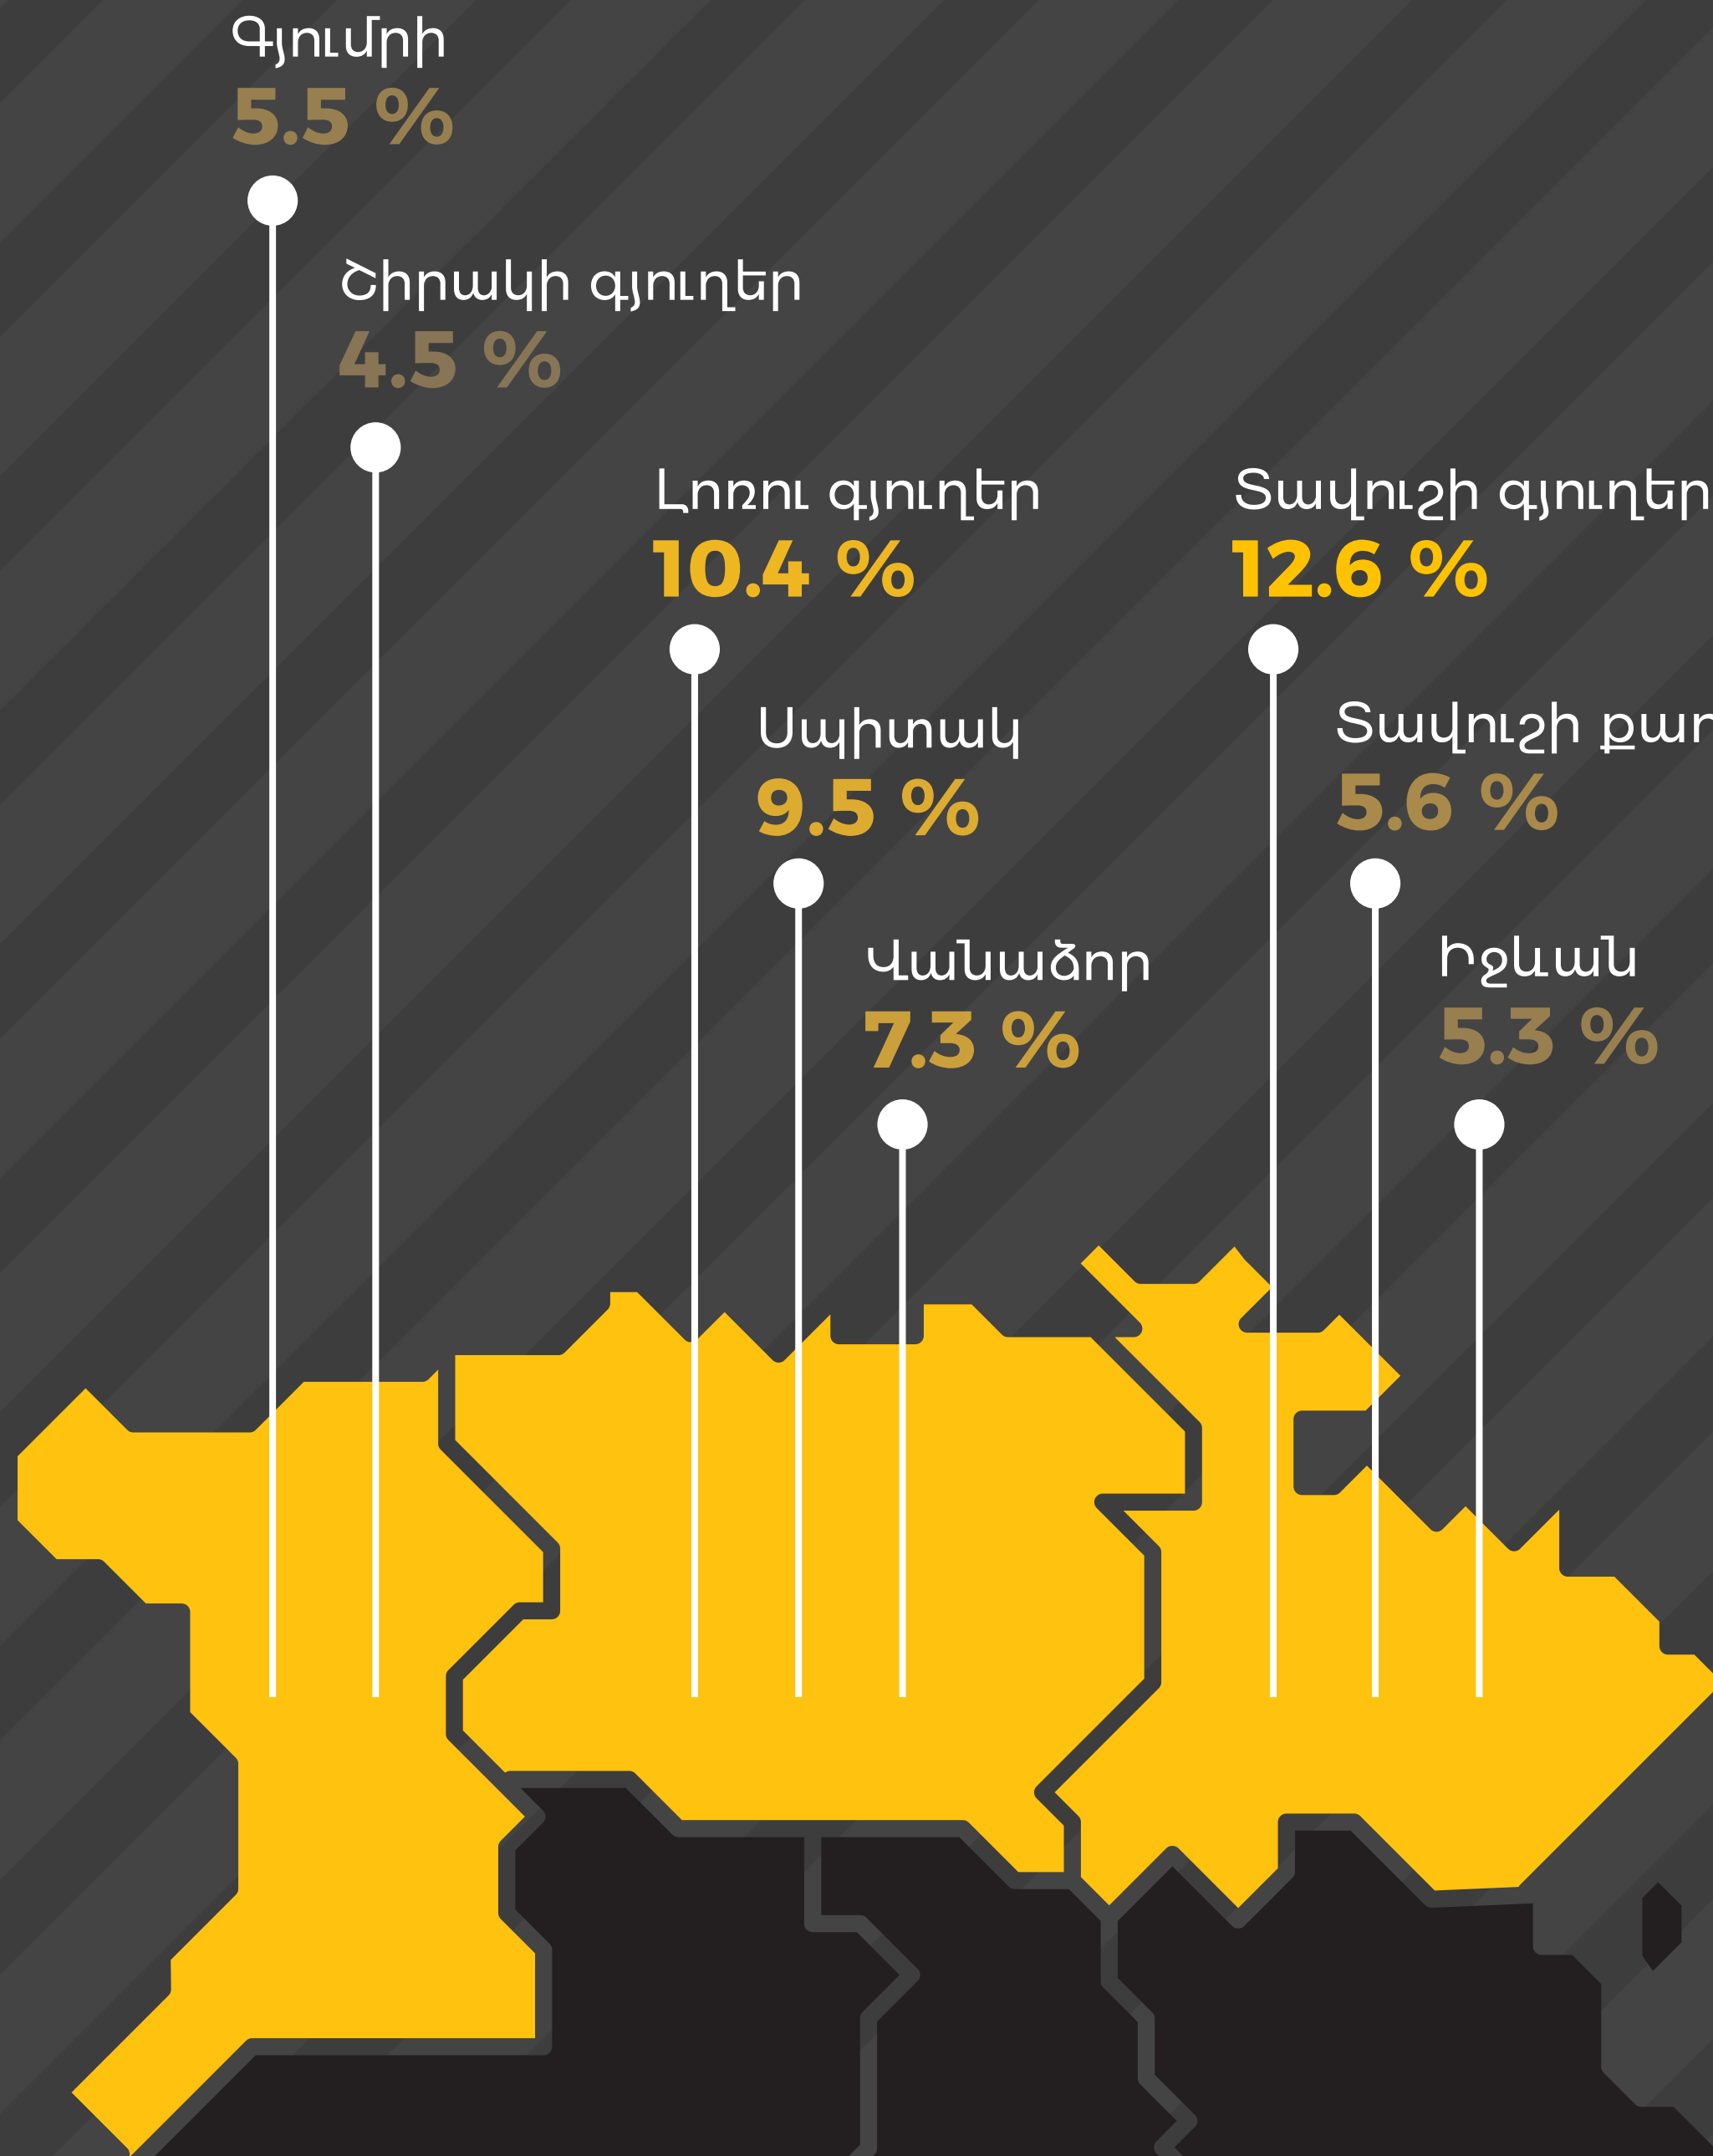 Գյումրի
5.5 %
Շիրակի գյուղեր
4.5 %
Լոռու գյուղեր
10.4 %
Տավուշի գյուղեր
12.6 %
Սպիտակ
9.5 %
Տավուշի
5.6 %
Վանաձոր
7.3 %
Իջևան
5.3 %